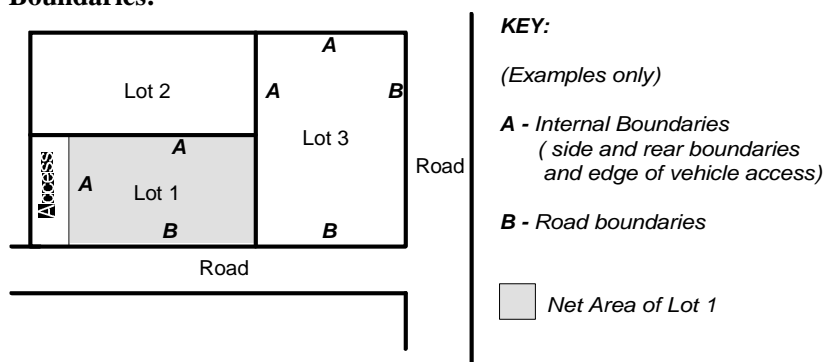 Boundaries:
A
Lot 2
A
B
Lot 3
A
Access
A
Lot 1
B
B
Road
Road
KEY:
(Examples only)
A - Internal Boundaries
( side and rear boundaries
and edge of vehicle access)
B - Road boundaries
Net Area of Lot 1